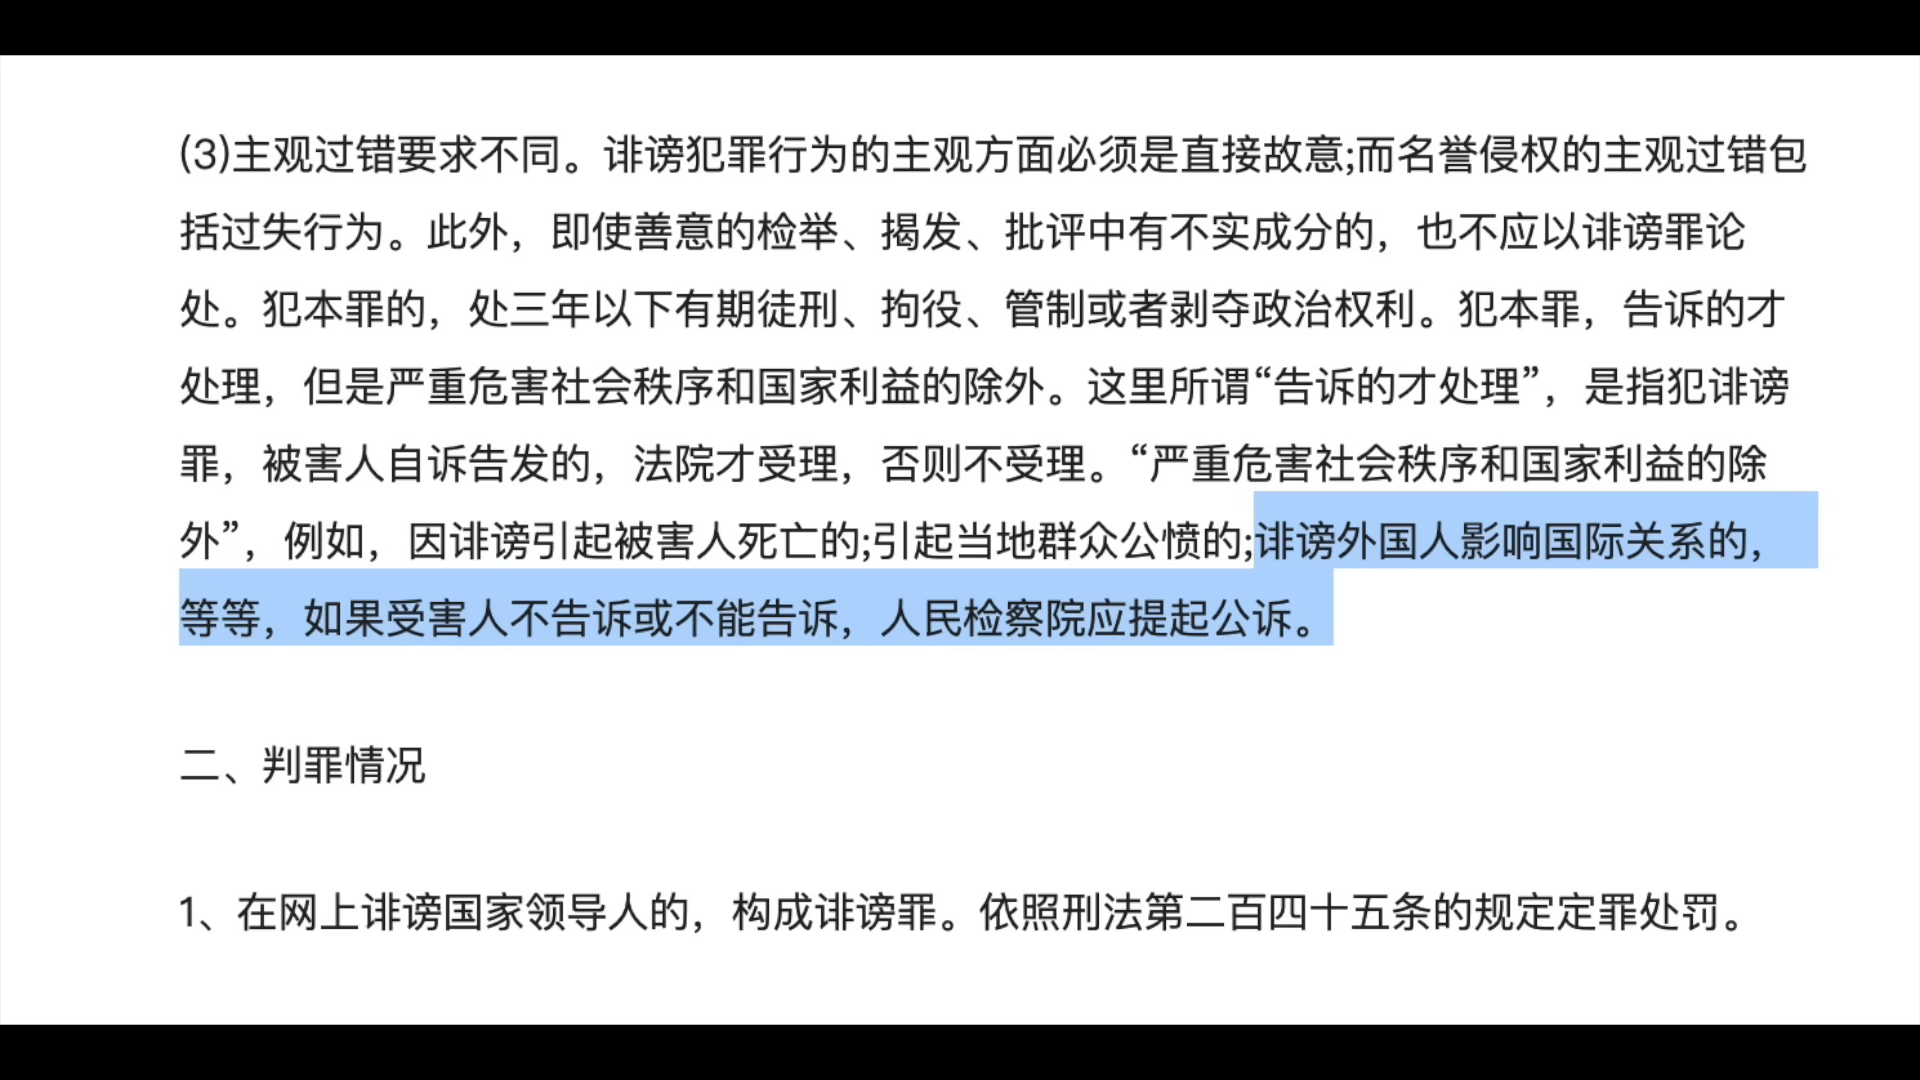 (3)主观过错要求不同。诽谤犯罪行为的主观方面必须是直接故意;而名誉侵权的主观过错包
括过失行为。此外，即使善意的检举、揭发、批评中有不实成分的，也不应以诽谤罪论
处。犯本罪的，处三年以下有期徒刑、拘役、管制或者剥夺政治权利。犯本罪，告诉的才
处理，但是严重危害社会秩序和国家利益的除外。这里所谓“告诉的才处理”，是指犯诽谤
罪，被害人自诉告发的，法院才受理，否则不受理。“严重危害社会秩序和国家利益的除
外”，例如，因诽谤引起被害人死亡的;引起当地群众公愤的;诽谤外国人影响国际关系的，
等等，如果受害人不告诉或不能告诉，人民检察院应提起公诉。
二、判罪情况
1、在网上诽谤国家领导人的，构成诽谤罪。依照刑法第二百四十五条的规定定罪处罚。